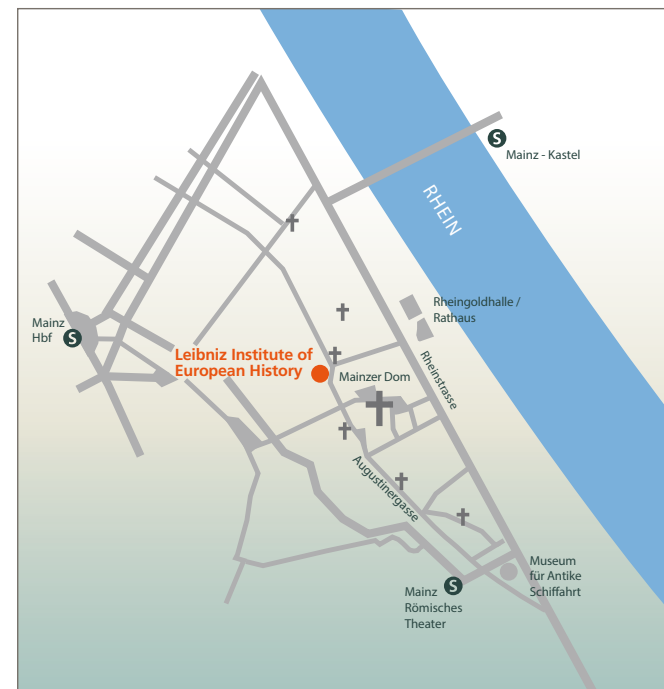 S
Mainz - Kastel
RHEIN
Rheingoldhalle /
Rathaus
Mainz
Hbf
S
Leibniz Institute of
European History
Mainzer Dom
Rheinstrasse
Augustinergasse
Museum
für Antike
Schiffahrt
S
Mainz
Römisches
Theater